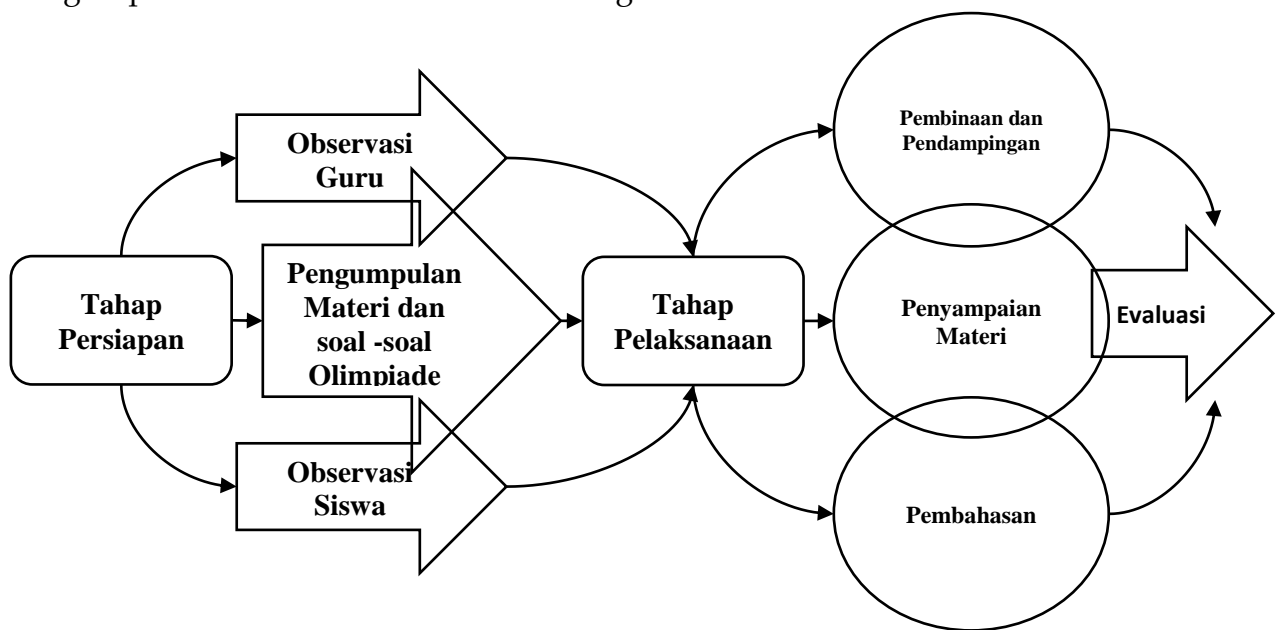 Observasi
Guru
Pembinaan dan
Pendampingan
Tahap
Persiapan
Pengumpulan
Materi dan
soal -soal
Olimpiade
Tahap
Pelaksanaan
Penyampaian
Materi
Evaluasi
Observasi
Siswa
Pembahasan